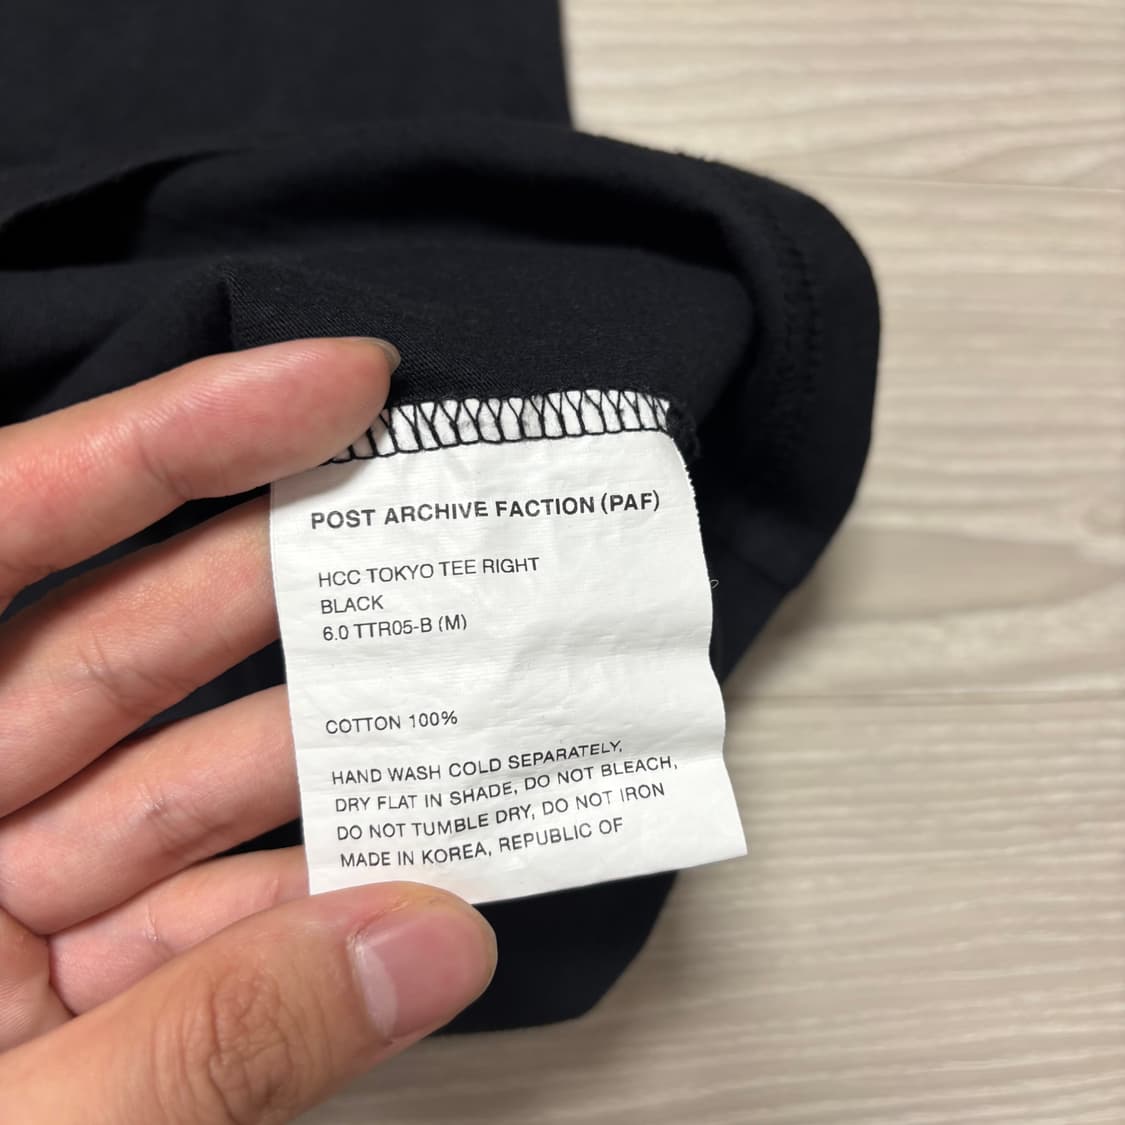 POST ARCHIVE FACTION (PAF)
HCC TOKYO TEE RIGHT
BLACK
6.0 TTR05-B (M)
COTTON 100%
HAND WASH COLD SEPARATELY,
DRY FLAT IN SHADE, DO NOT BLEACH,
DO NOT TUMBLE DRY, DO NOT IRON
MADE IN KOREA, REPUBLIC OF